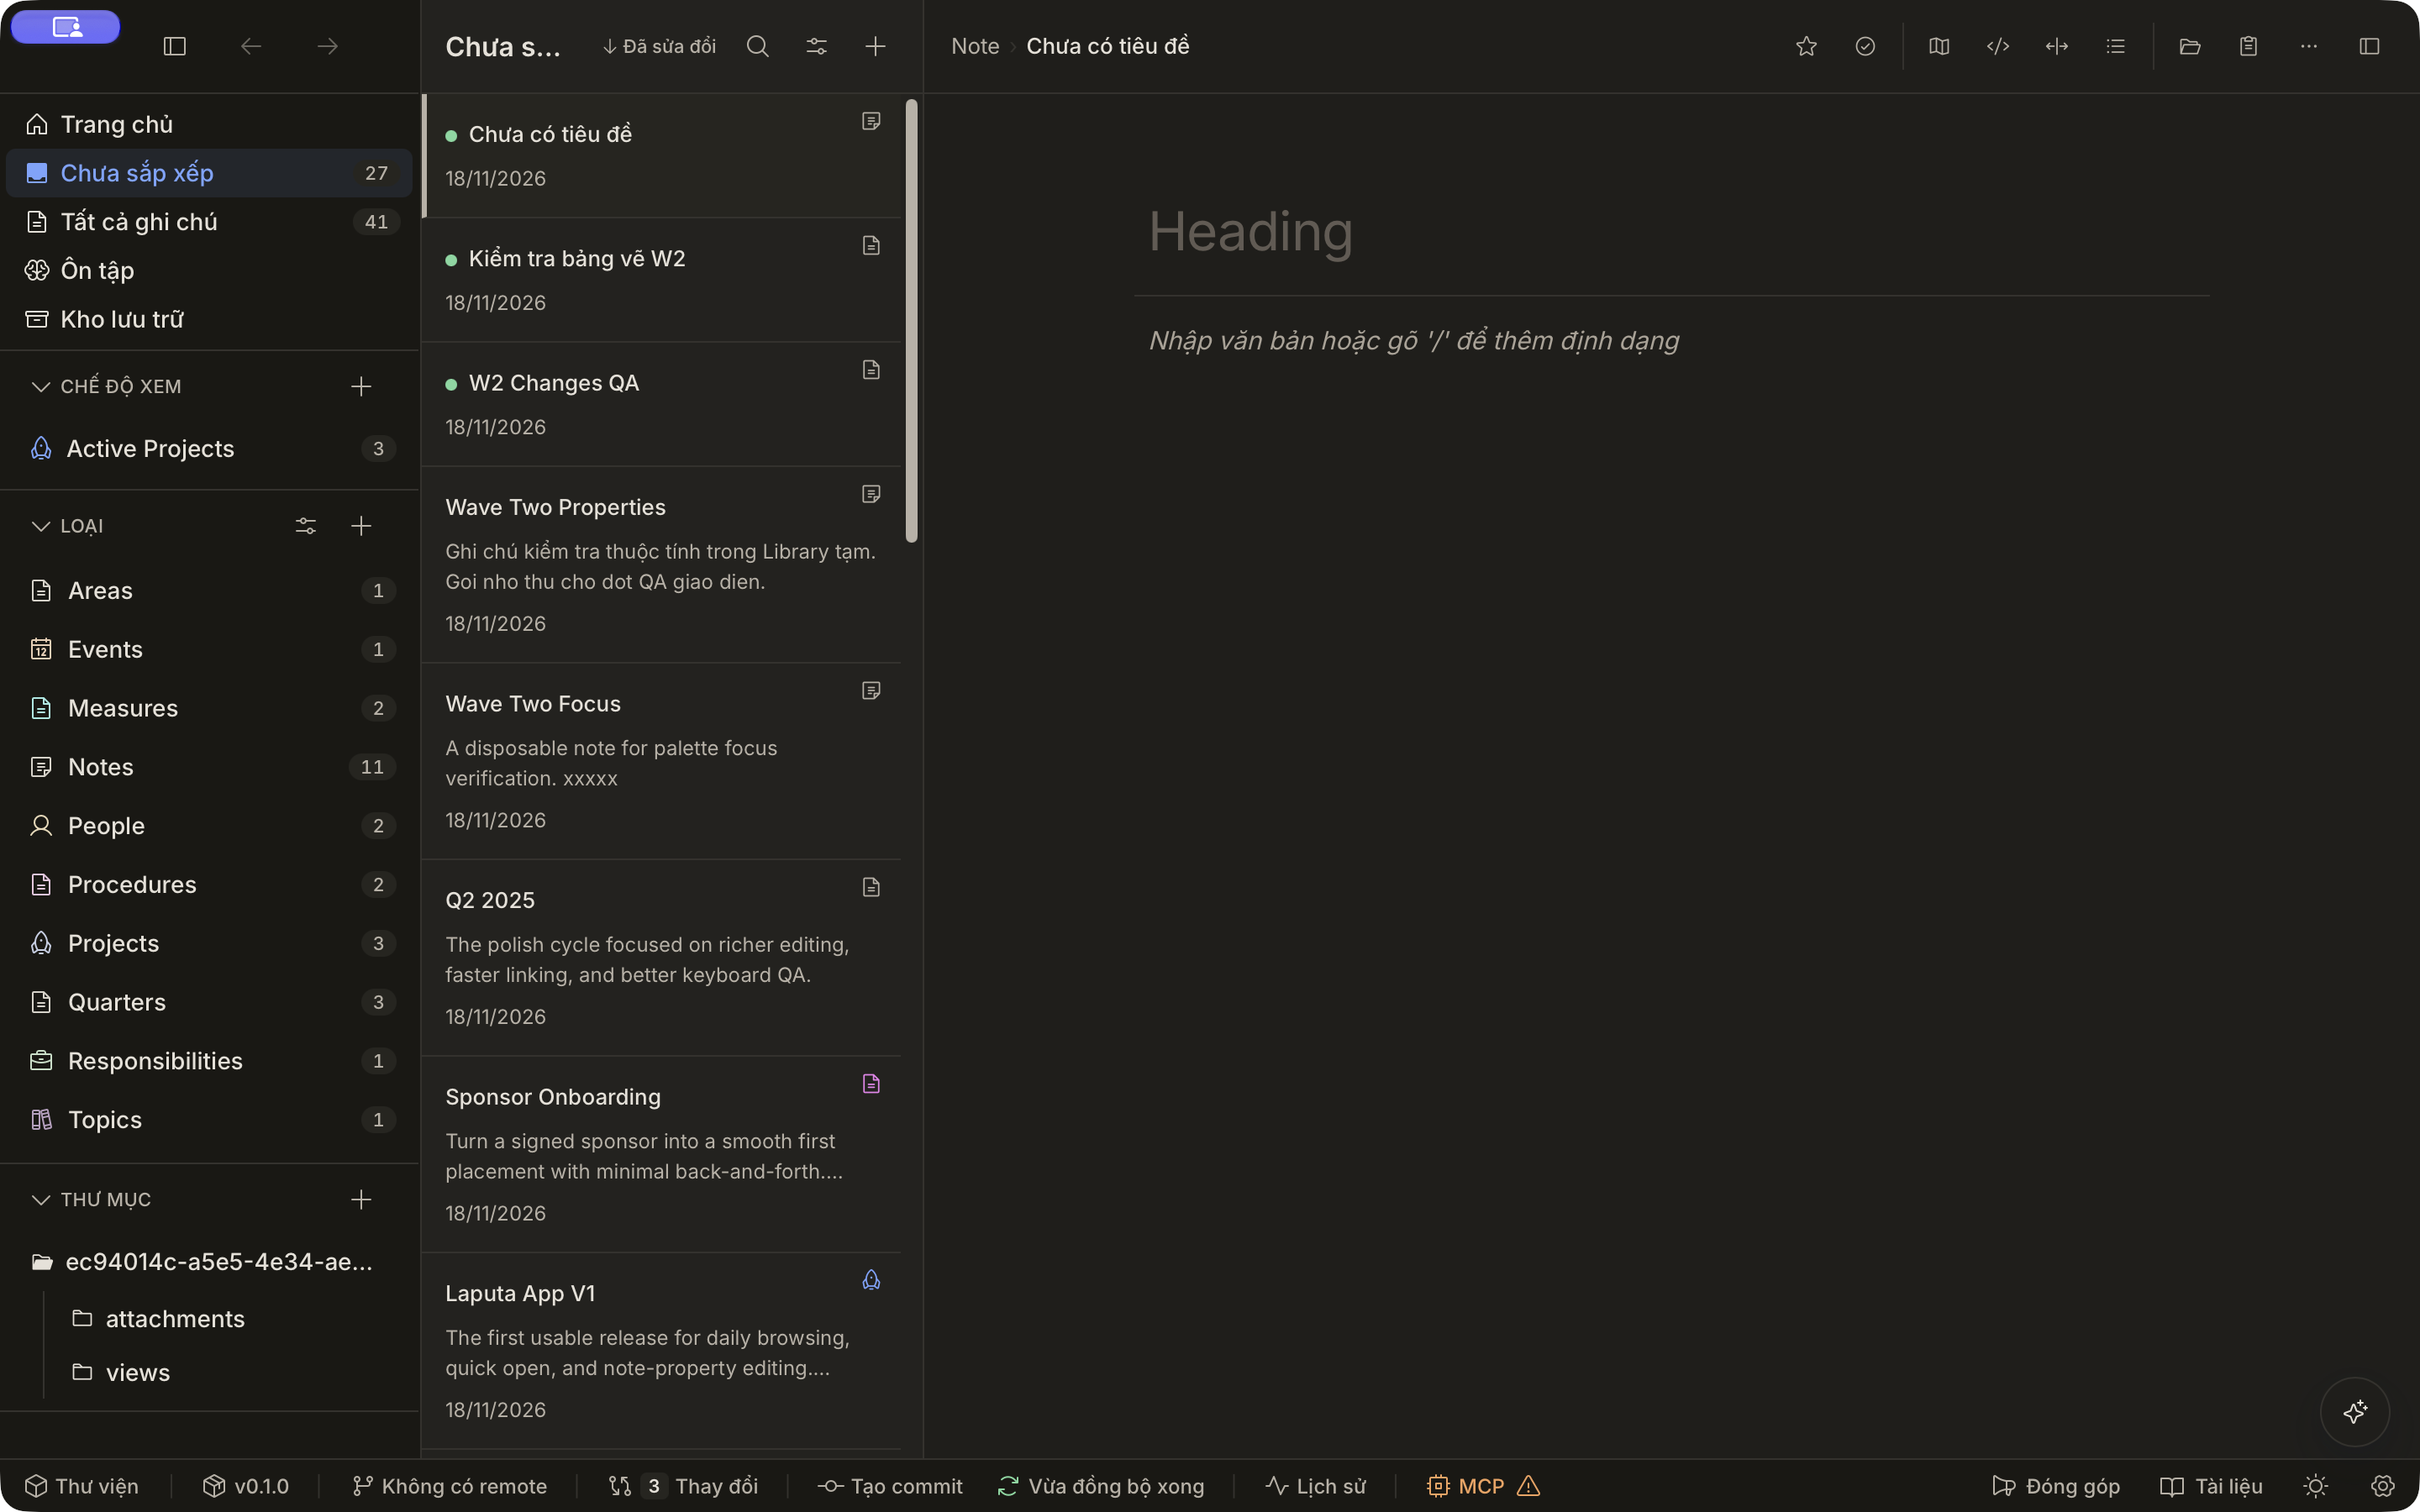 Chưa s...
Đã sửa đổi
Note › Chưa có tiêu đề
Trang chủ
Chưa sắp xếp 27
Tất cả ghi chú 41
Ôn tập
Kho lưu trữ
CHẾ ĐỘ XEM
Active Projects 3
LOẠI
Areas 1
12
Events 1
Measures 2
Notes 11
People 2
Procedures 2
Projects 3
Quarters 3
Responsibilities 1
Topics 1
THƯ MỤC
ec94014c-a5e5-4e34-ae...
attachments
views
Chưa có tiêu đề
18/11/2026
Kiểm tra bảng vẽ W2
18/11/2026
W2 Changes QA
18/11/2026
Wave Two Properties
Ghi chú kiểm tra thuộc tính trong Library tạm.
Goi nho thu cho dot QA giao dien.
18/11/2026
Wave Two Focus
A disposable note for palette focus
verification. xxxxx
18/11/2026
Q2 2025
The polish cycle focused on richer editing,
faster linking, and better keyboard QA.
18/11/2026
Sponsor Onboarding
Turn a signed sponsor into a smooth first
placement with minimal back-and-forth....
18/11/2026
Laputa App V1
The first usable release for daily browsing,
quick open, and note-property editing....
18/11/2026
Heading
Nhập văn bản hoặc gõ '/' để thêm định dạng
Thư viện
v0.1.0
Không có remote
3 Thay đổi
Tạo commit
Vừa đồng bộ xong
Lịch sử
MCP
Đóng góp
Tài liệu